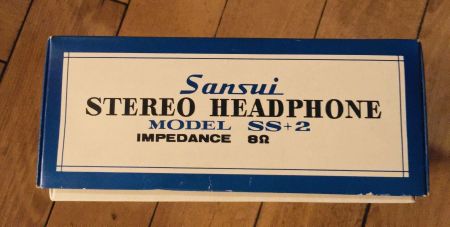 Sansui
STEREO HEADPHONE
MODEL SS+2
IMPEDANCE 8Ω